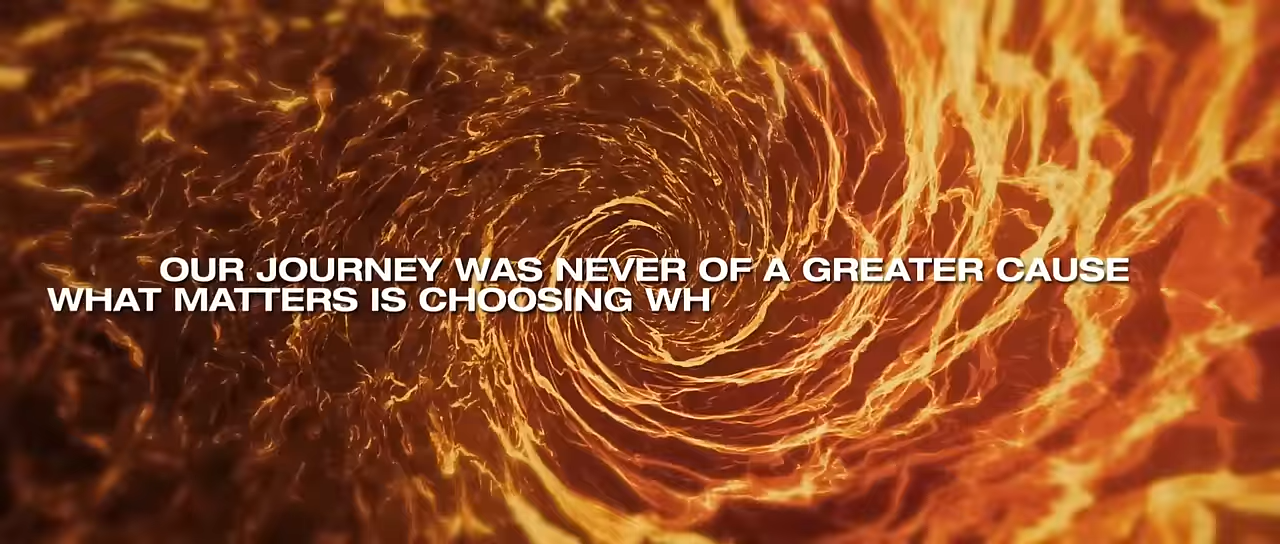 OUR JOURNEY WAS NEVER OF A GREATER CAUSE
WHAT MATTERS IS CHOOSING WH